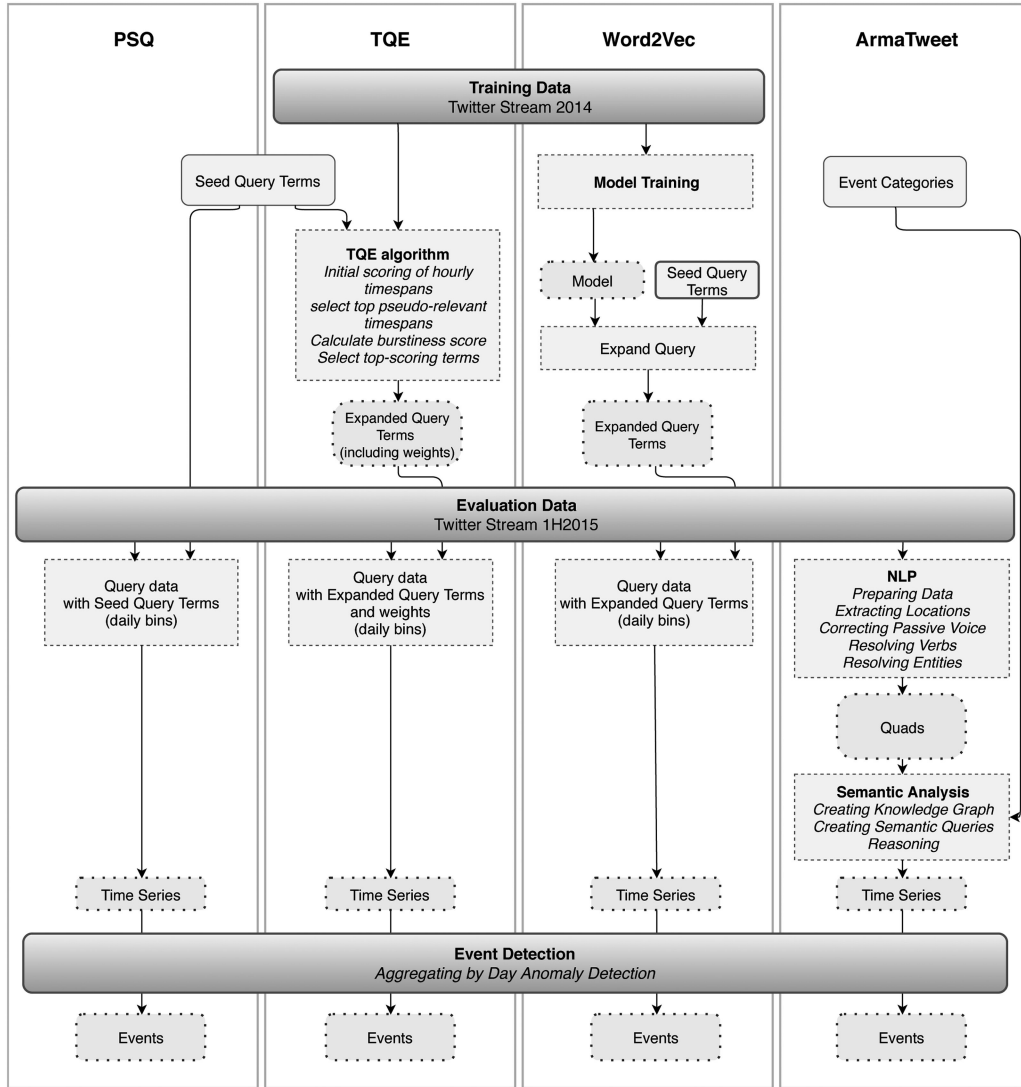 PSQ
TQE
Word2Vec
ArmaTweet
Training Data
Twitter Stream 2014
Seed Query Terms
Model Training
Event Categories
TQE algorithm
Initial scoring of hourly
timespans
select top pseudo-relevant
timespans
Calculate burstiness score
Select top-scoring terms
Model
Seed Query
Terms
Expand Query
Expanded Query
Terms
(including weights)
Expanded Query
Terms
Evaluation Data
Twitter Stream 1H2015
Query data
with Seed Query Terms
(daily bins)
Query data
with Expanded Query Terms
and weights
(daily bins)
Query data
with Expanded Query Terms
(daily bins)
NLP
Preparing Data
Extracting Locations
Correcting Passive Voice
Resolving Verbs
Resolving Entities
Quads
Semantic Analysis
Creating Knowledge Graph
Creating Semantic Queries
Reasoning
Time Series
Time Series
Time Series
Time Series
Event Detection
Aggregating by Day Anomaly Detection
Events
Events
Events
Events